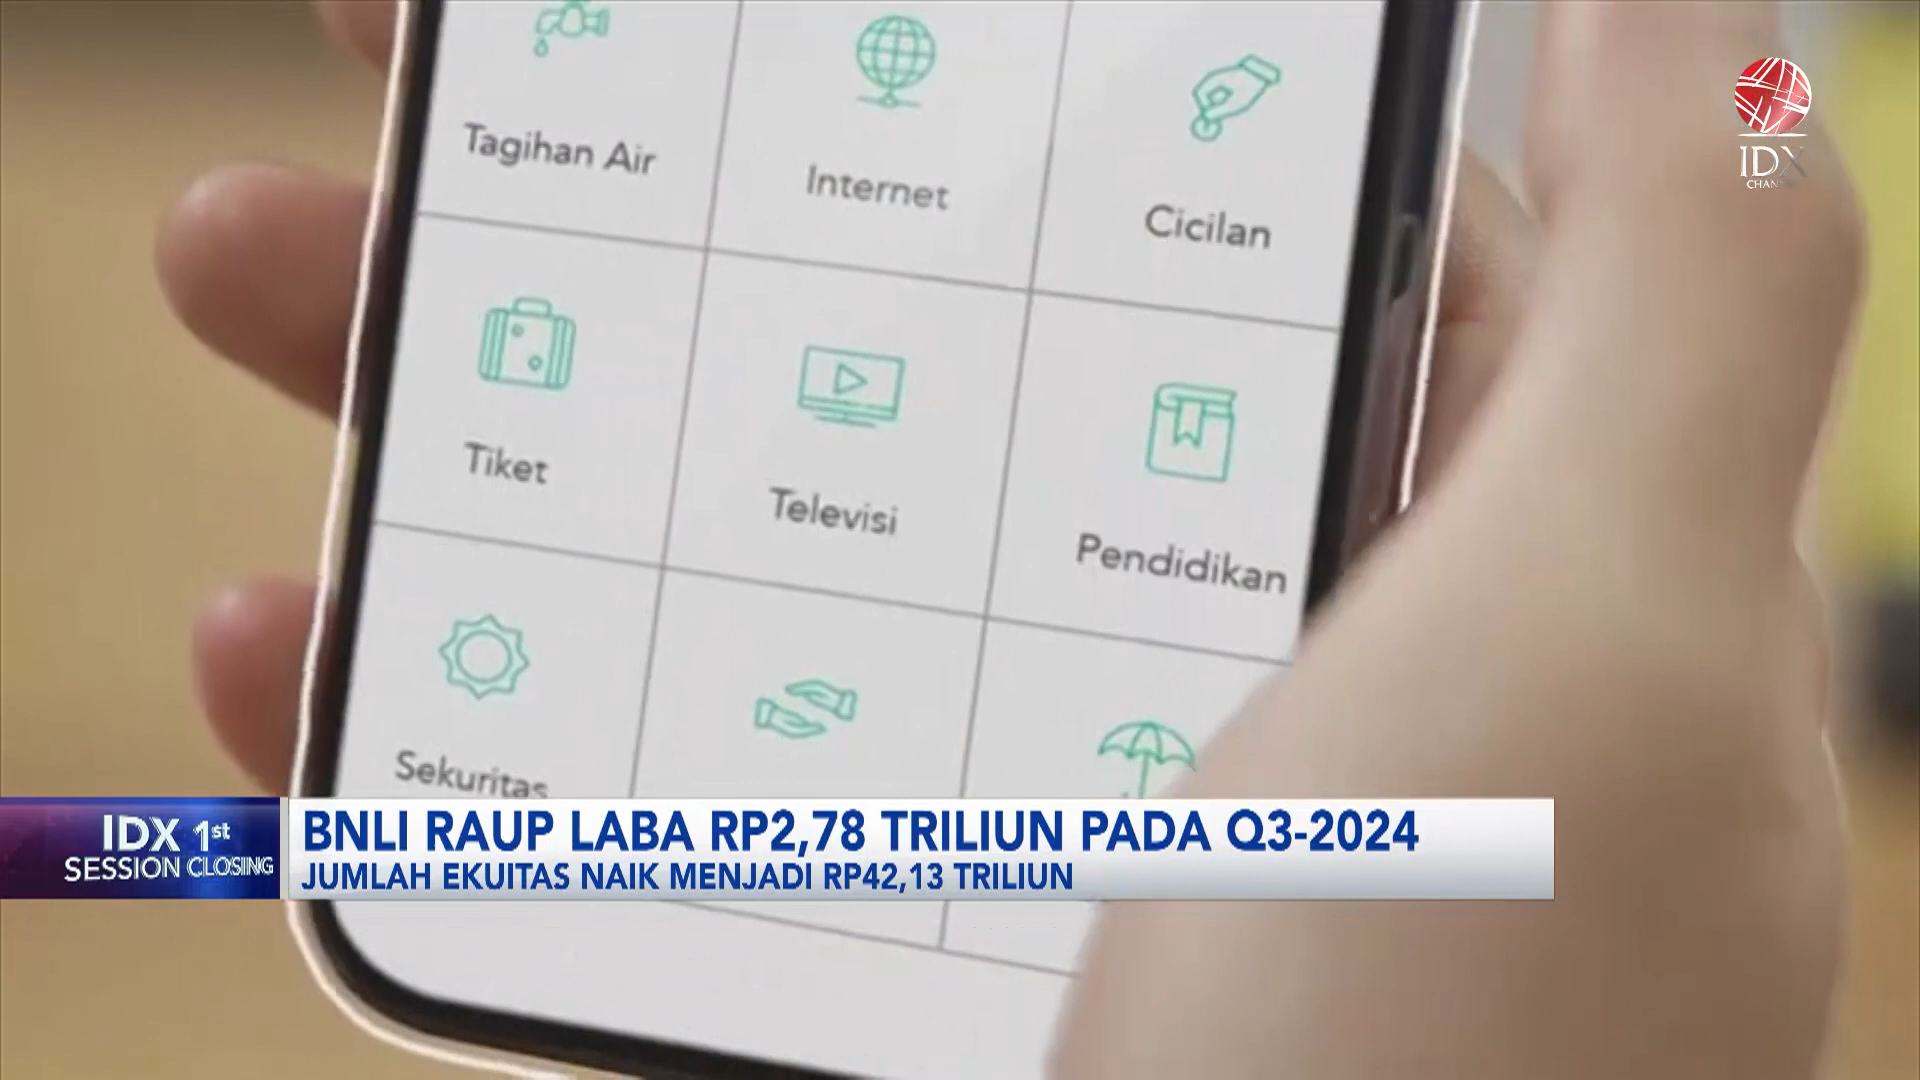 Tagihan Air
Internet
Cicilan
IDX
CHANNEL
Tiket
Televisi
Pendidikan
Sekuritas
IDX 1st
SESSION CLOSING
BNLI RAUP LABA RP2,78 TRILIUN PADA Q3-2024
JUMLAH EKUITAS NAIK MENJADI RP42,13 TRILIUN